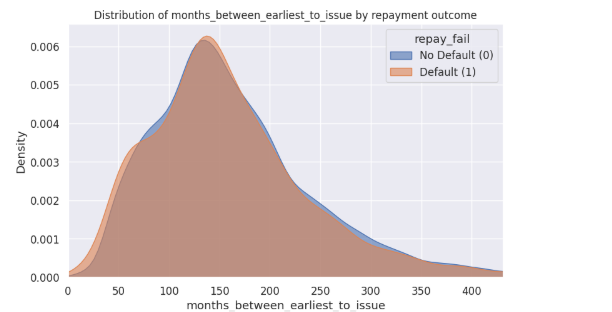 Distribution of months_between_earliest_to_issue by repayment outcome
repay_fail
No Default (0)
Default (1)
Density
0.006
0.005
0.004
0.003
0.002
0.001
0.000
0 50 100 150 200 250 300 350 400
months_between_earliest_to_issue